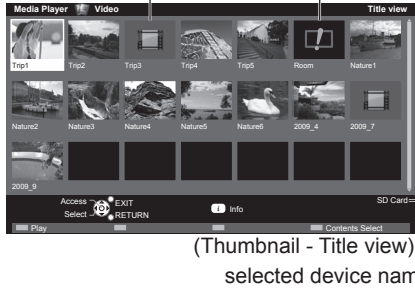 Media Player Video Title view
Trip1 Trip2 Trip3 Trip4 Trip5 Room Nature1
Nature2 Nature3 Nature4 Nature5 Nature6 2009_4 2009_7
2009_9
Access EXIT
Select RETURN
i Info
SD Card
Play Contents Select
(Thumbnail - Title view)
selected device nam